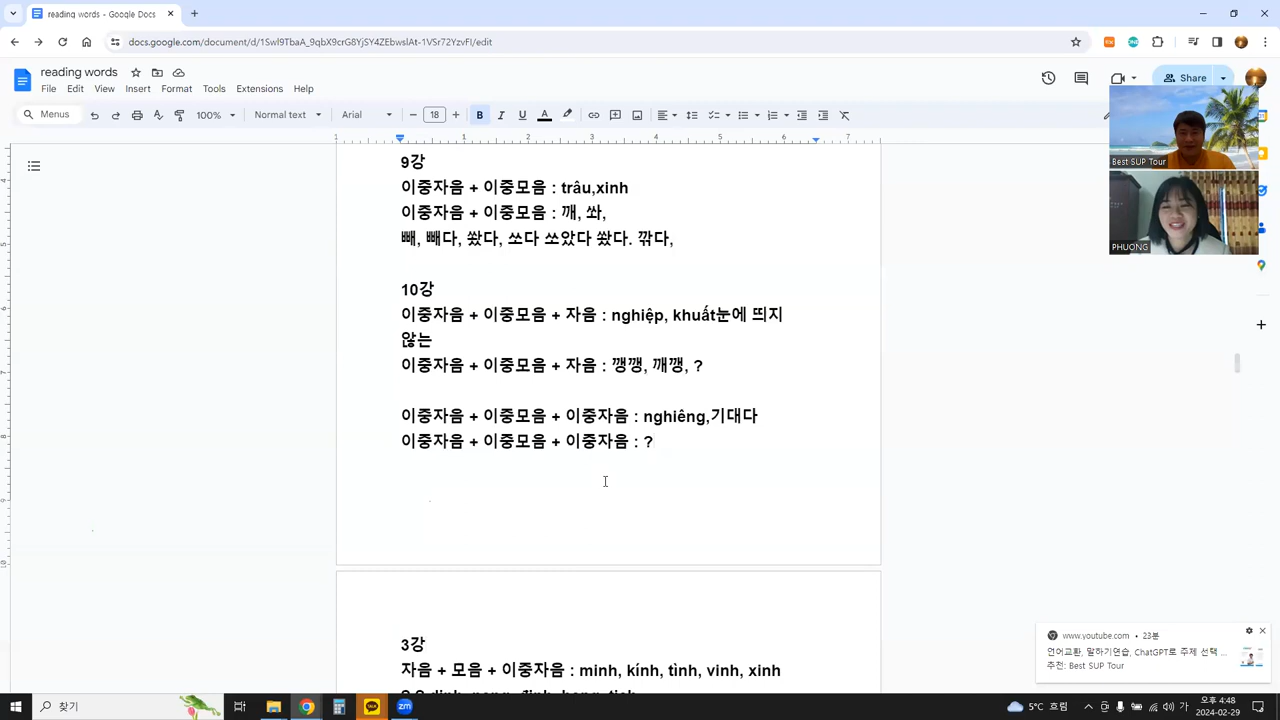 reading words - Google Docs
docs.google.com/document/d/1Swl9TbaA_9qbX9crG8YjSY4ZEbwslAt-1VSr72YzvFI/edit
reading words
File Edit View Insert Format Tools Extensions Help
Share
Menus 100% Normal text Arial 18 B I U A
1 1 2 3 4 5 6 7
9강
이중자음 + 이중모음 : trâu,xinh
이중자음 + 이중모음 : 깨, 쏴,
빼, 빼다, 쐈다, 쏘다 쏘았다 쐈다. 깎다,
10강
이중자음 + 이중모음 + 자음 : nghiệp, khuất눈에 띄지
않는
이중자음 + 이중모음 + 자음 : 깽깽, 깨깽, ?
이중자음 + 이중모음 + 이중자음 : nghiêng,기대다
이중자음 + 이중모음 + 이중자음 : ?
3강
자음 + 모음 + 이중자음 : minh, kính, tình, vinh, xinh
Best SUP Tour
PHƯƠNG
www.youtube.com • 23분
언어교환, 말하기연습, ChatGPT로 주제 선택 ...
추천: Best SUP Tour
찾기
5°C 흐림
가
오후 4:48
2024-02-29